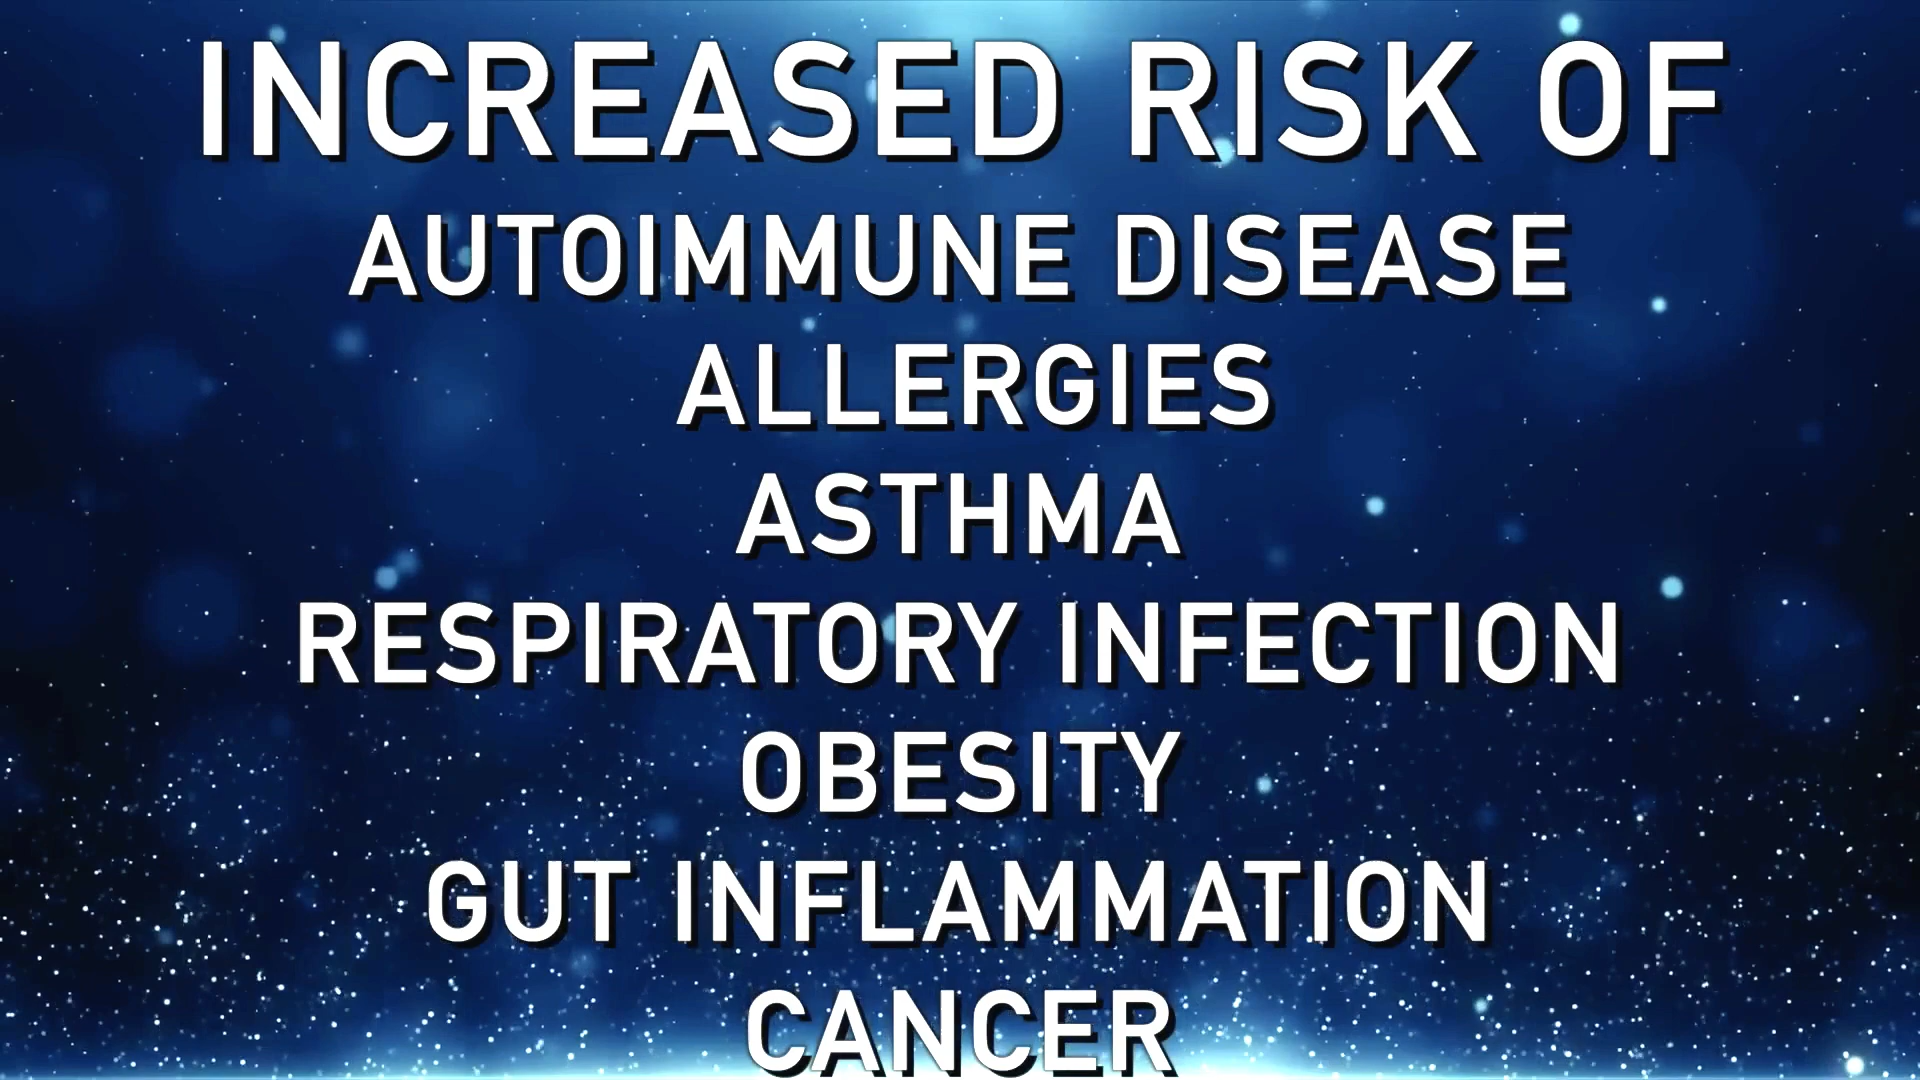 INCREASED RISK OF
AUTOIMMUNE DISEASE
ALLERGIES
ASTHMA
RESPIRATORY INFECTION
OBESITY
GUT INFLAMMATION
CANCER